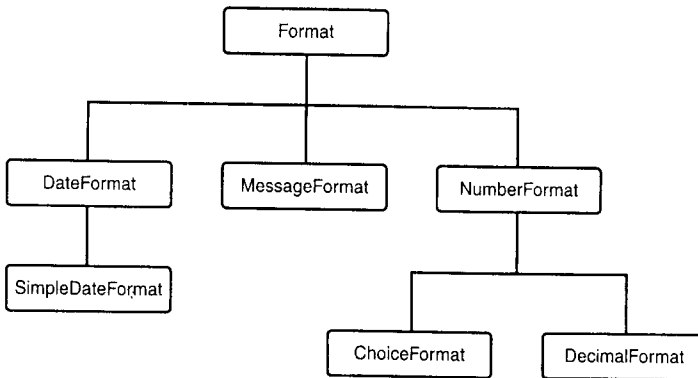 Format
DateFormat
MessageFormat
NumberFormat
SimpleDateFormat
ChoiceFormat
DecimalFormat